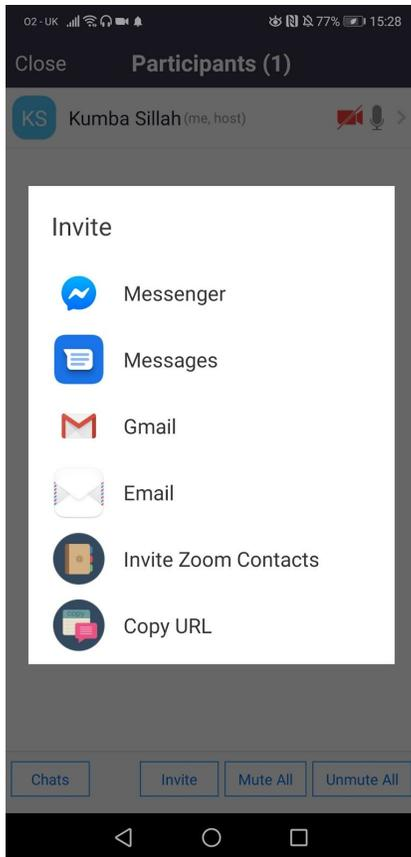 O2-UK 77% 15:28
Close Participants (1)
KS Kumba Sillah (me, host)
Invite
Messenger
Messages
Gmail
Email
Invite Zoom Contacts
COPY
Copy URL
Chats Invite Mute All Unmute All